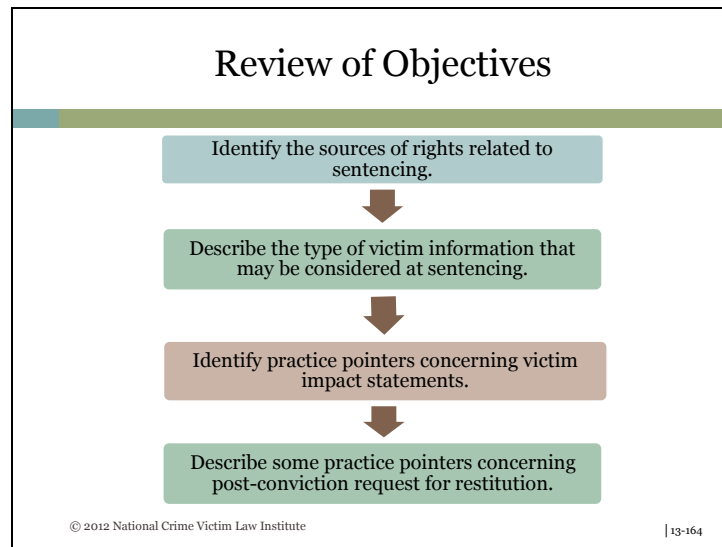 Review of Objectives
Identify the sources of rights related to
sentencing.
Describe the type of victim information that
may be considered at sentencing.
Identify practice pointers concerning victim
impact statements.
Describe some practice pointers concerning
post-conviction request for restitution.
© 2012 National Crime Victim Law Institute
| 13-164